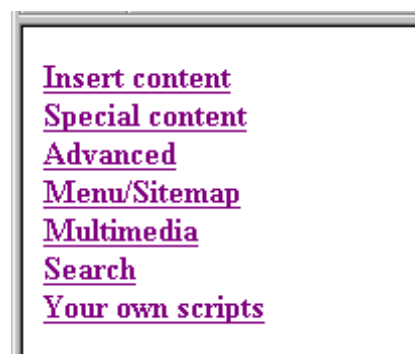 Insert content
Special content
Advanced
Menu/Sitemap
Multimedia
Search
Your own scripts